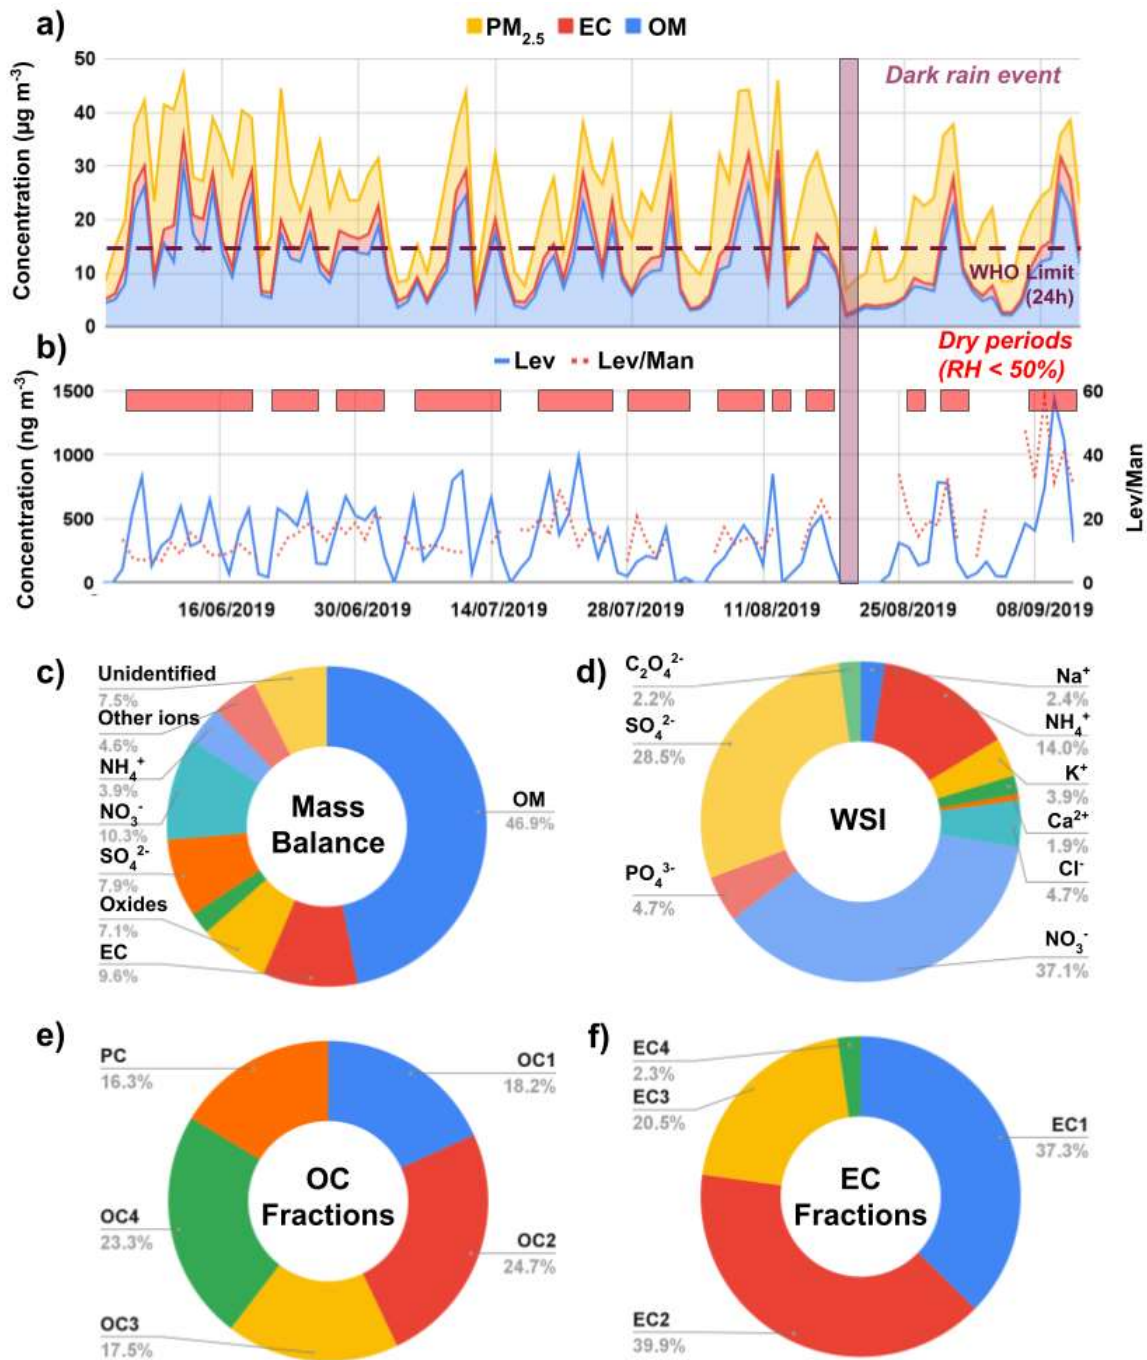 a)
PM2.5 EC OM
Concentration (µg m-3)
50
40
30
20
10
0
Dark rain event
WHO Limit
(24h)
b)
Lev Lev/Man
Dry periods
(RH < 50%)
Concentration (ng m-3)
1500
1000
500
0
60
40
20
0
Lev/Man
16/06/2019 30/06/2019 14/07/2019 28/07/2019 11/08/2019 25/08/2019 08/09/2019
c)
Unidentified
7.5%
Other ions
4.6%
NH4+
3.9%
NO3-
10.3%
SO42-
7.9%
Oxides
7.1%
EC
9.6%
OM
46.9%
Mass
Balance
d)
C2O42-
2.2%
SO42-
28.5%
PO43-
4.7%
Na+
2.4%
NH4+
14.0%
K+
3.9%
Ca2+
1.9%
Cl-
4.7%
NO3-
37.1%
WSI
e)
PC
16.3%
OC1
18.2%
OC4
23.3%
OC2
24.7%
OC3
17.5%
OC
Fractions
f)
EC4
2.3%
EC3
20.5%
EC1
37.3%
EC2
39.9%
EC
Fractions